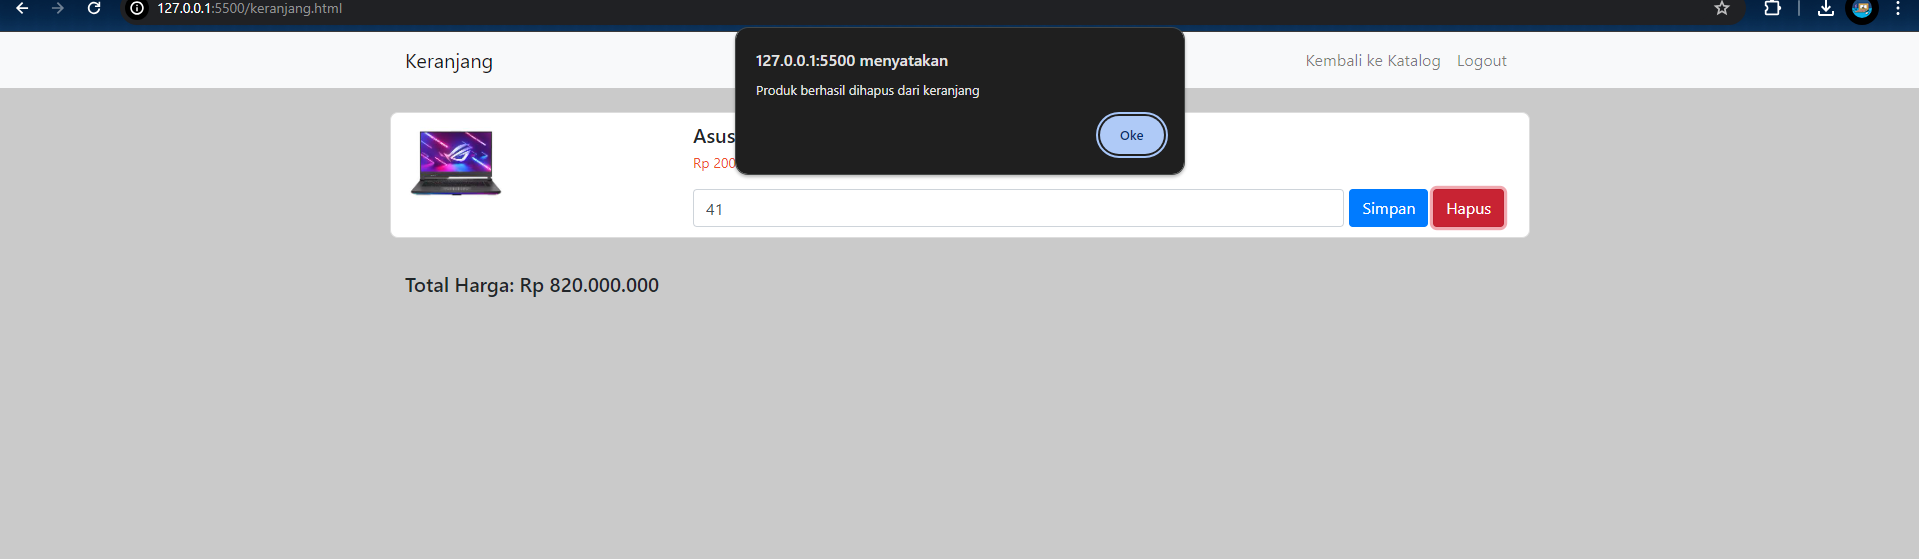 127.0.0.1:5500/keranjang.html
Keranjang
Kembali ke Katalog
Logout
127.0.0.1:5500 menyatakan
Produk berhasil dihapus dari keranjang
Oke
Asus
Rp 200
41
Simpan
Hapus
Total Harga: Rp 820.000.000